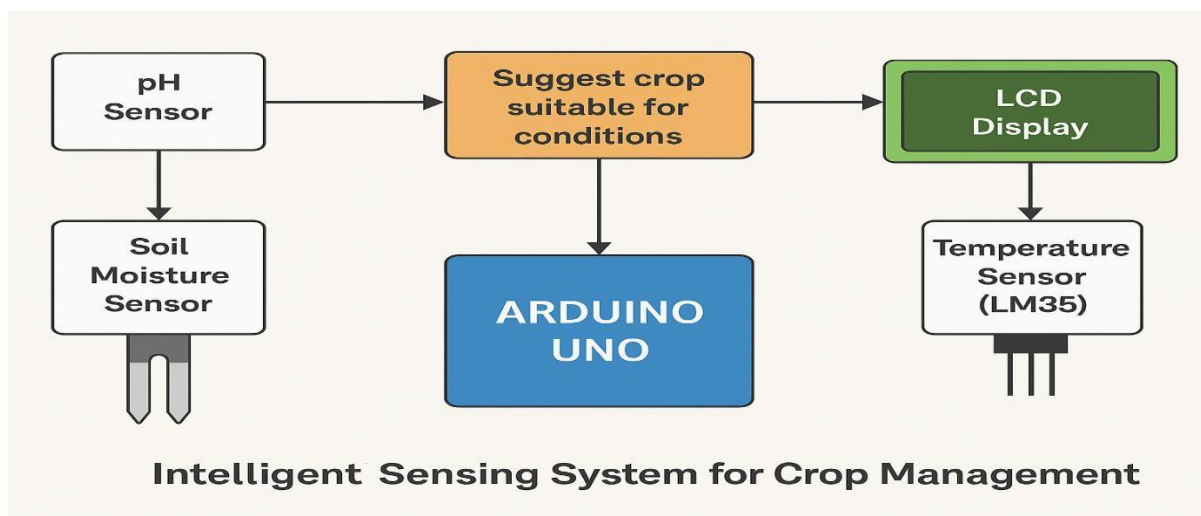 pH
Sensor
Suggest crop
suitable for
conditions
LCD
Display
Soil
Moisture
Sensor
ARDUINO
UNO
Temperature
Sensor
(LM35)
Intelligent Sensing System for Crop Management